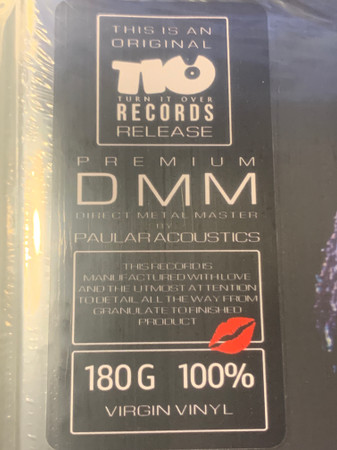 THIS IS AN
ORIGINAL
TIO
TURN IT OVER
RECORDS
RELEASE
PREMIUM
DMM
DIRECT METAL MASTER
BY
PAULAR ACOUSTICS
THIS RECORD IS
MANUFACTURED WITH LOVE
AND THE UTMOST ATTENTION
TO DETAIL ALL THE WAY FROM
GRANULATE TO FINISHED
PRODUCT
180 G 100%
VIRGIN VINYL